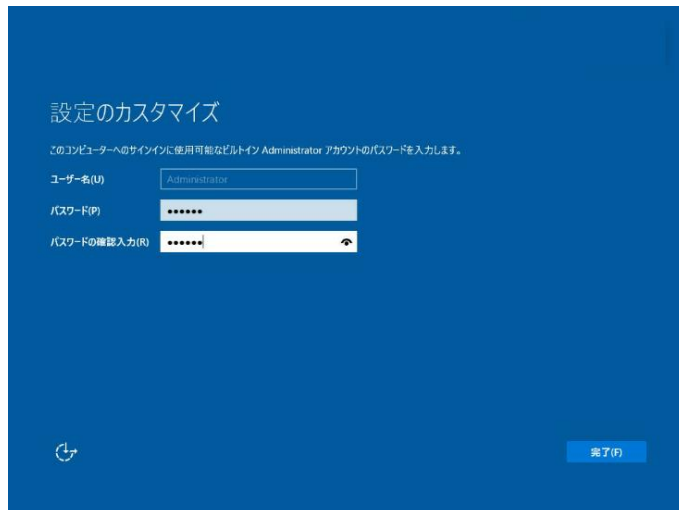 設定のカスタマイズ
このコンピューターへのサインインに使用可能なビルトイン Administrator アカウントのパスワードを入力します。
ユーザー名(U) Administrator
パスワード(P) ••••••
パスワードの確認入力(R) ••••••
完了(F)